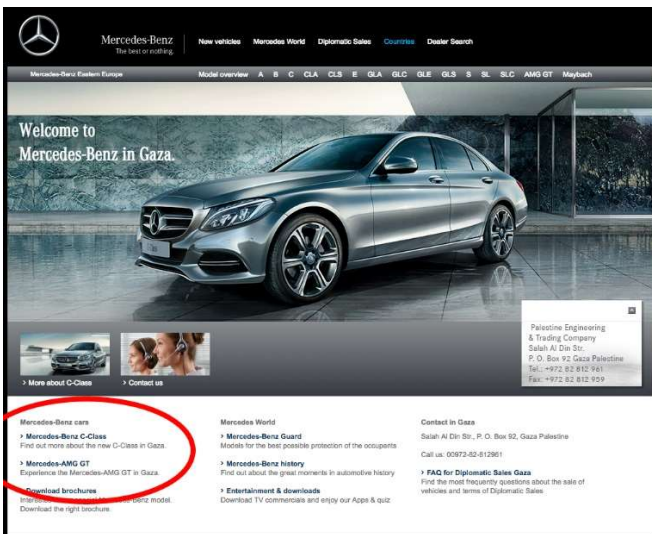 Mercedes-Benz
The best or nothing.
New vehicles Mercedes World Diplomatic Sales Countries Dealer Search
Mercedes-Benz Eastern Europe
Model overview A B C CLA CLS E GLA GLC GLE GLS S SL SLC AMG GT Maybach
Welcome to
Mercedes-Benz in Gaza.
Palestine Engineering
& Trading Company
Salah Al Din Str.
P. O. Box 92 Gaza Palestine
Tel.: +972 82 812 961
Fax: +972 82 812 959
› More about C-Class
› Contact us
Mercedes-Benz cars
› Mercedes-Benz C-Class
Find out more about the new C-Class in Gaza.
› Mercedes-AMG GT
Experience the Mercedes-AMG GT in Gaza
› Download brochures
Mercedes-Benz model.
Download the right brochure.
Mercedes World
› Mercedes-Benz Guard
Models for the best possible protection of the occupants
› Mercedes-Benz history
Find out about the great moments in automotive history
› Entertainment & downloads
Download TV commercials and enjoy our Apps & quiz
Contact in Gaza
Salah Al Din Str., P. O. Box 92, Gaza Palestine
Call us: 00972-82-812961
› FAQ for Diplomatic Sales Gaza
Find the most frequently questions about the sale of
vehicles and terms of Diplomatic Sales